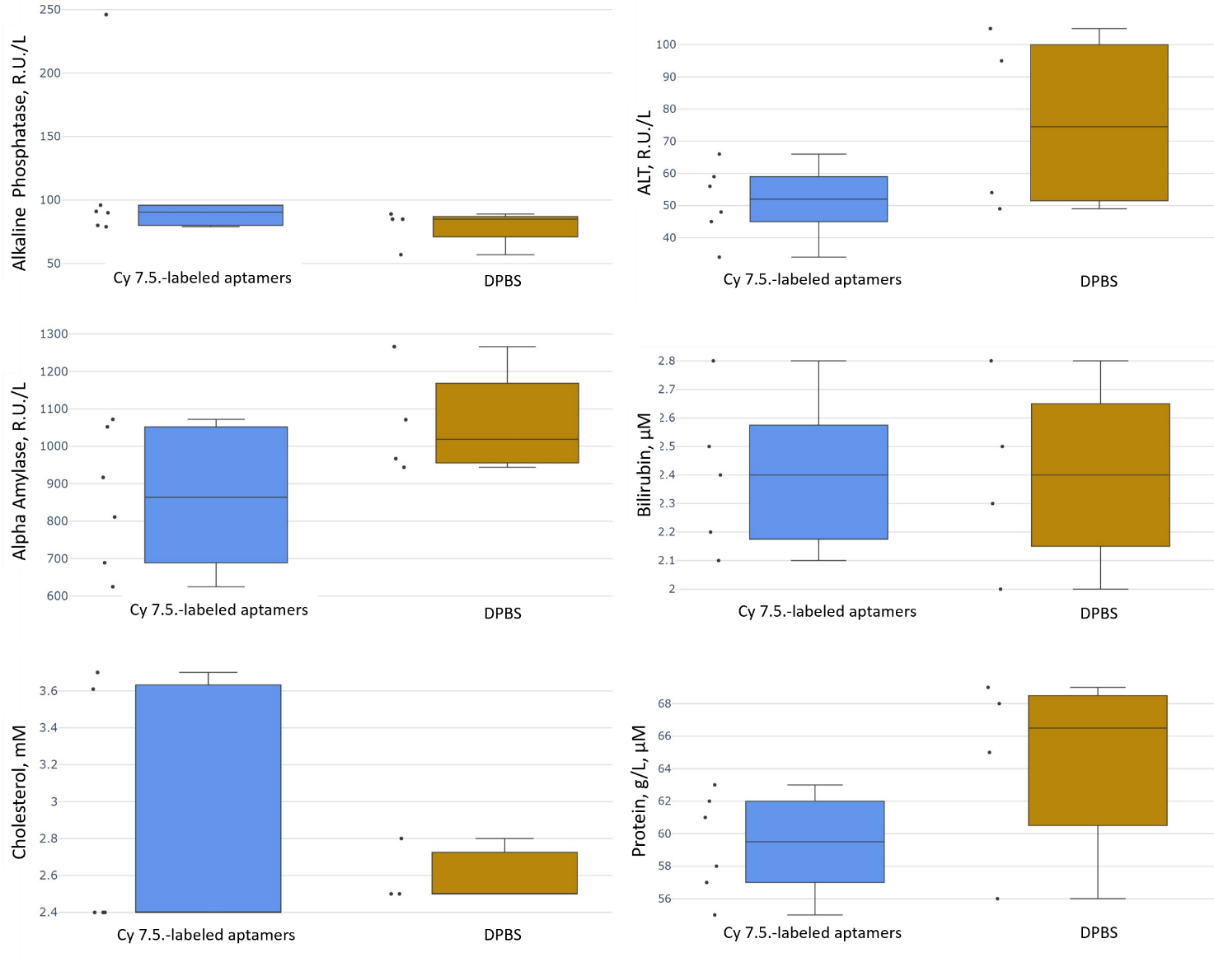 Alkaline Phosphatase, R.U./L
250
200
150
100
50
Cy 7.5.-labeled aptamers
DPBS
ALT, R.U./L
100
90
80
70
60
50
40
Cy 7.5.-labeled aptamers
DPBS
Alpha Amylase, R.U./L
1300
1200
1100
1000
900
800
700
600
Cy 7.5.-labeled aptamers
DPBS
Bilirubin, μM
2.8
2.7
2.6
2.5
2.4
2.3
2.2
2.1
2
Cy 7.5.-labeled aptamers
DPBS
Cholesterol, mM
3.6
3.4
3.2
3
2.8
2.6
2.4
Cy 7.5.-labeled aptamers
DPBS
Protein, g/L, μM
68
66
64
62
60
58
56
Cy 7.5.-labeled aptamers
DPBS